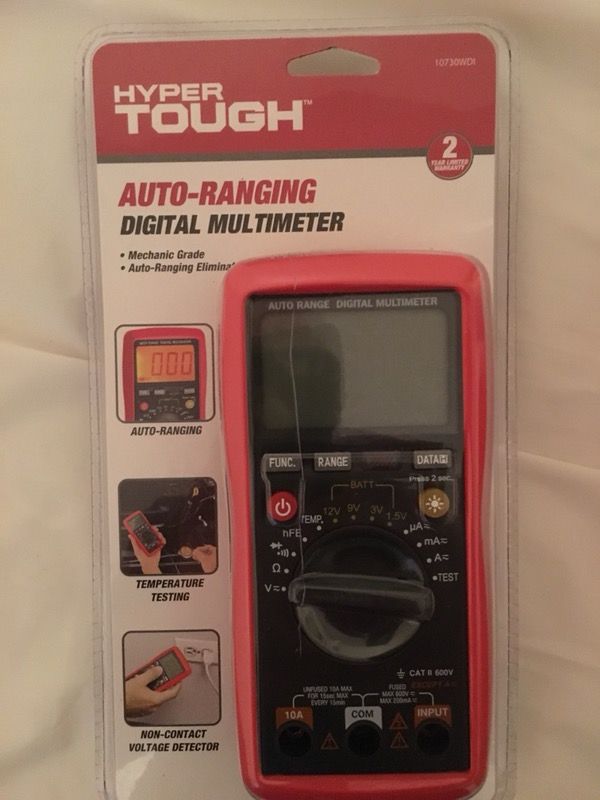 10730WDI
HYPER
TOUGH™
2
YEAR LIMITED
WARRANTY
AUTO-RANGING
DIGITAL MULTIMETER
• Mechanic Grade
• Auto-Ranging
AUTO RANGE DIGITAL MULTIMETER
000
AUTO-RANGING
FUNC.
RANGE
DATA H
Press 2 sec.
BATT
12V 9V 3V 1.5V
TEMP.
hFE
Ω
V≂
µA≂
mA≂
A≂
TEST
TEMPERATURE
TESTING
CAT II 600V
EXCEPT A≂
UNFUSED 10A MAX
FOR 15sec MAX
EVERY 15min
FUSED
MAX 600V ≂
MAX 200mA ≂
10A
COM
INPUT
NON-CONTACT
VOLTAGE DETECTOR